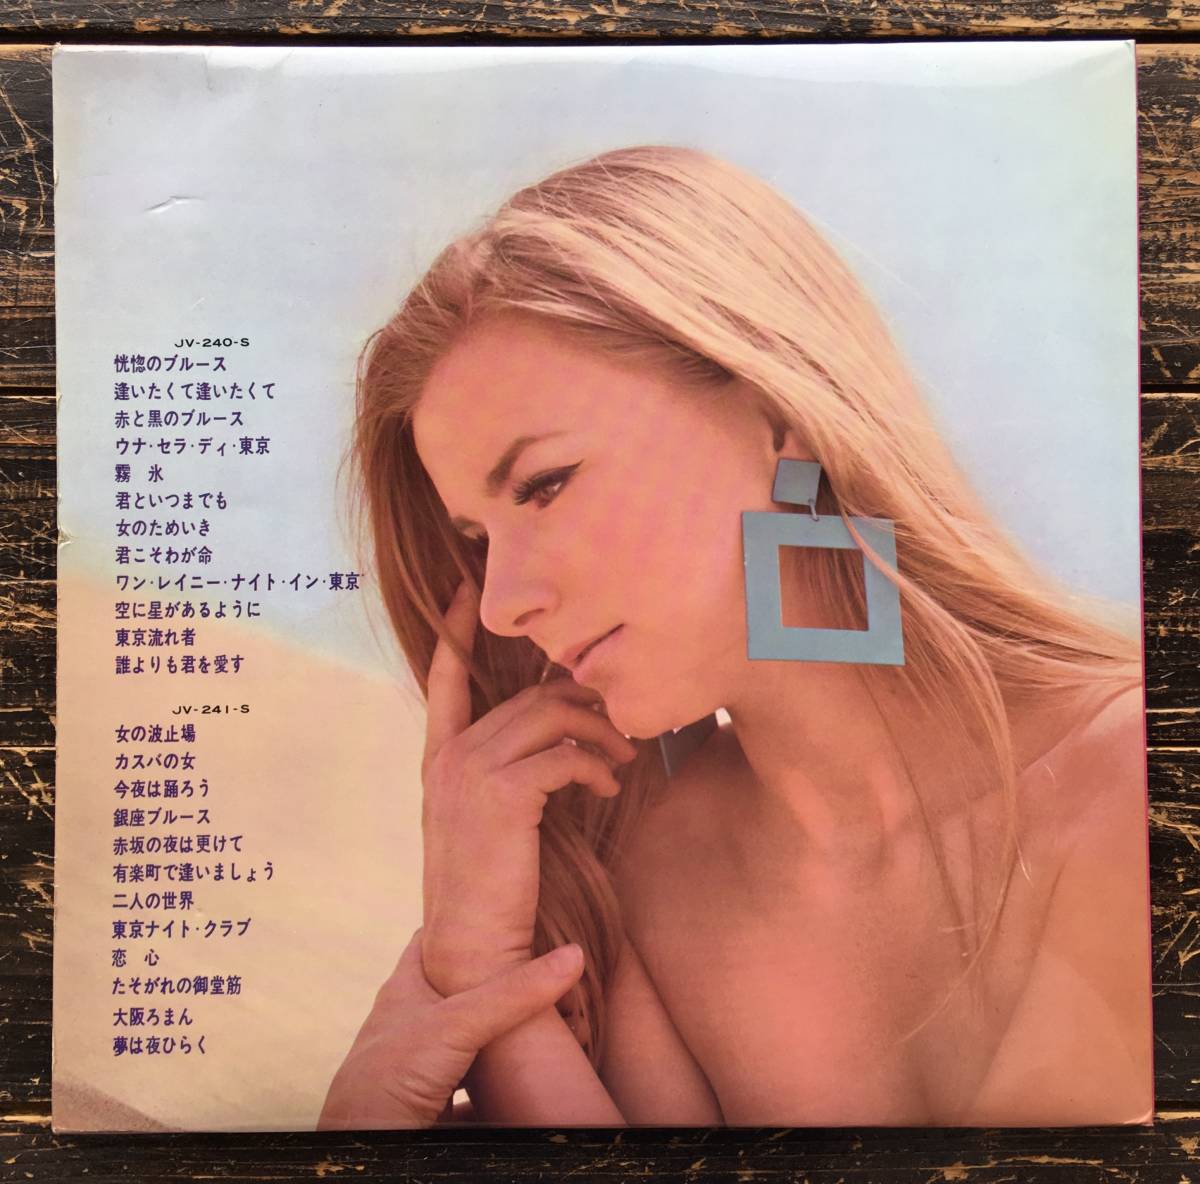 JV-240-S
恍惚のブルース
逢いたくて逢いたくて
赤と黒のブルース
ウナ・セラ・ディ・東京
霧　氷
君といつまでも
女のためいき
君こそわが命
ワン・レイニー・ナイト・イン・東京
空に星があるように
東京流れ者
誰よりも君を愛す
JV-241-S
女の波止場
カスバの女
今夜は踊ろう
銀座ブルース
赤坂の夜は更けて
有楽町で逢いましょう
二人の世界
東京ナイト・クラブ
恋　心
たそがれの御堂筋
大阪ろまん
夢は夜ひらく